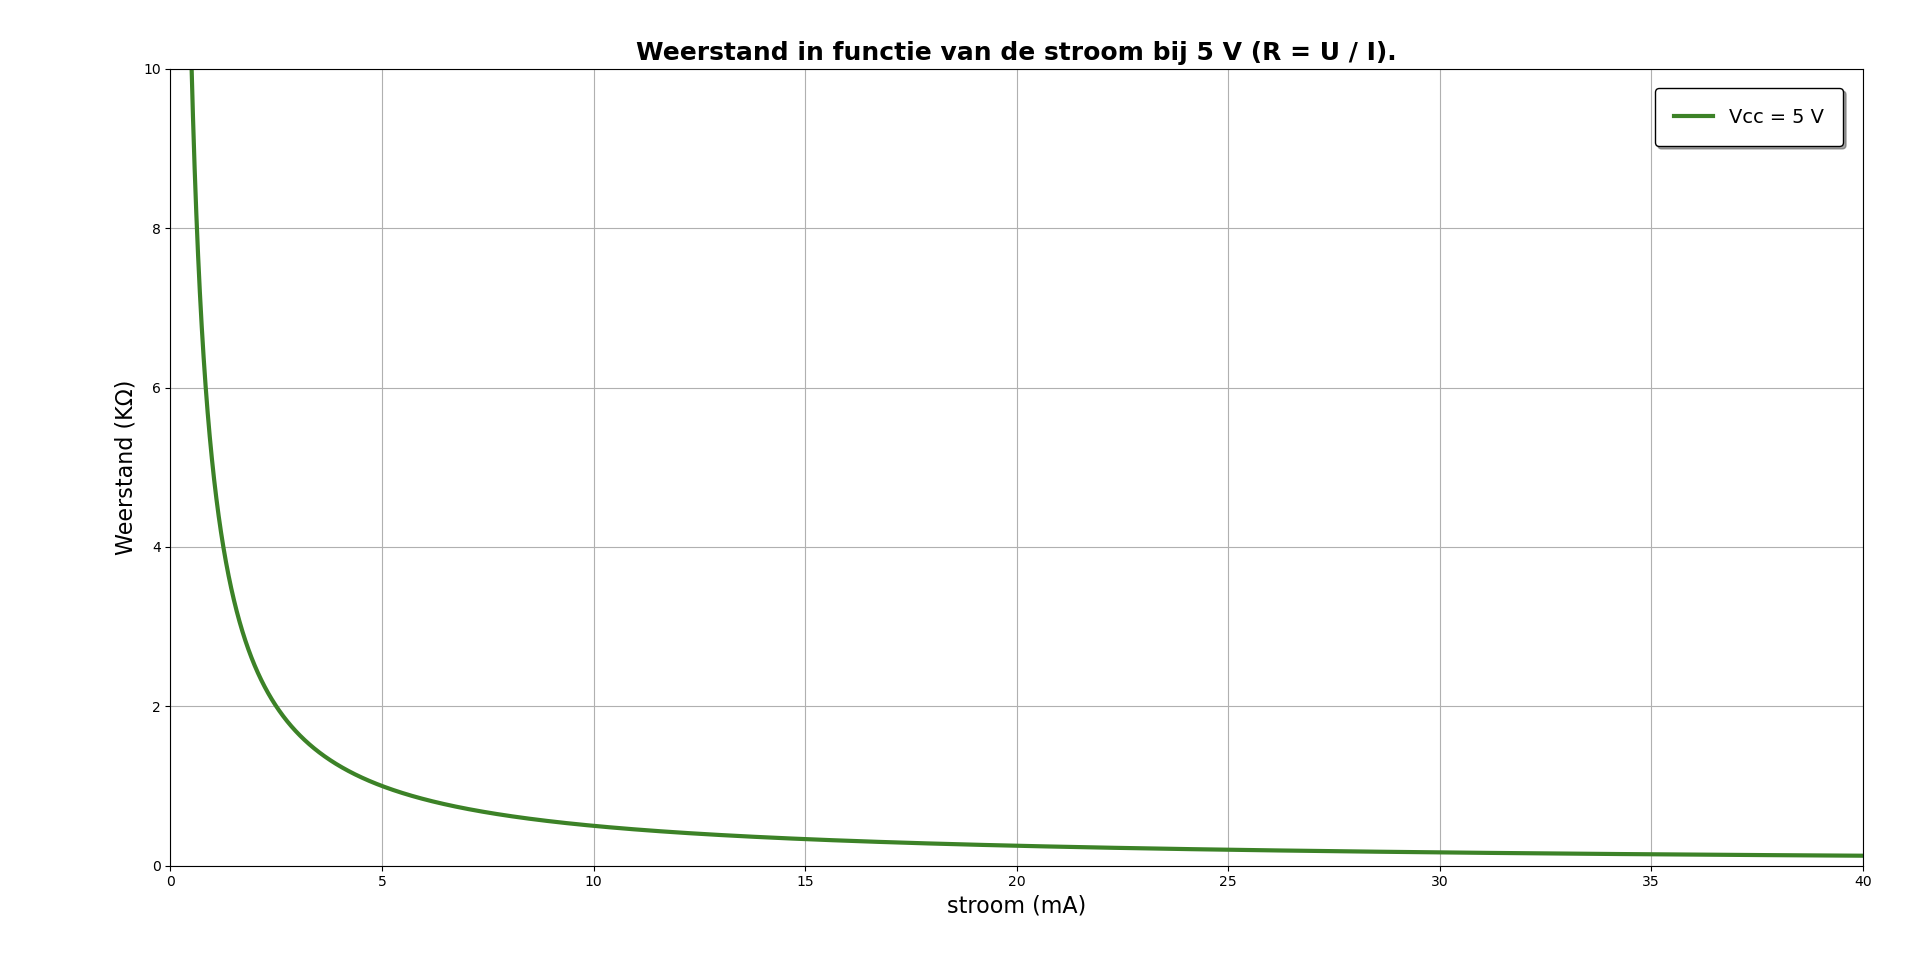 Weerstand in functie van de stroom bij 5 V (R = U / I).
Vcc = 5 V
Weerstand (KΩ)
10
8
6
4
2
0
0 5 10 15 20 25 30 35 40
stroom (mA)